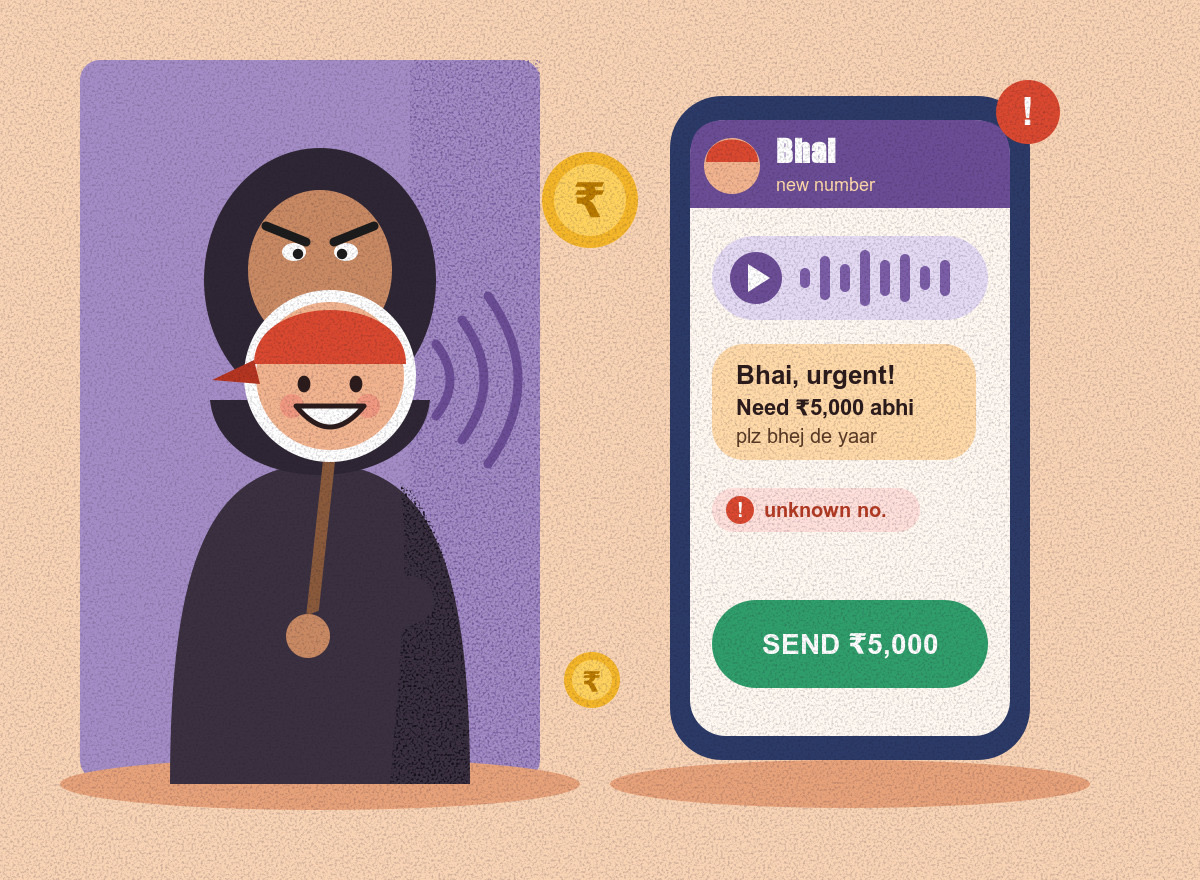 ₹
!
Bhai
new number
Bhai, urgent!
Need ₹5,000 abhi
plz bhej de yaar
! unknown no.
SEND ₹5,000
₹